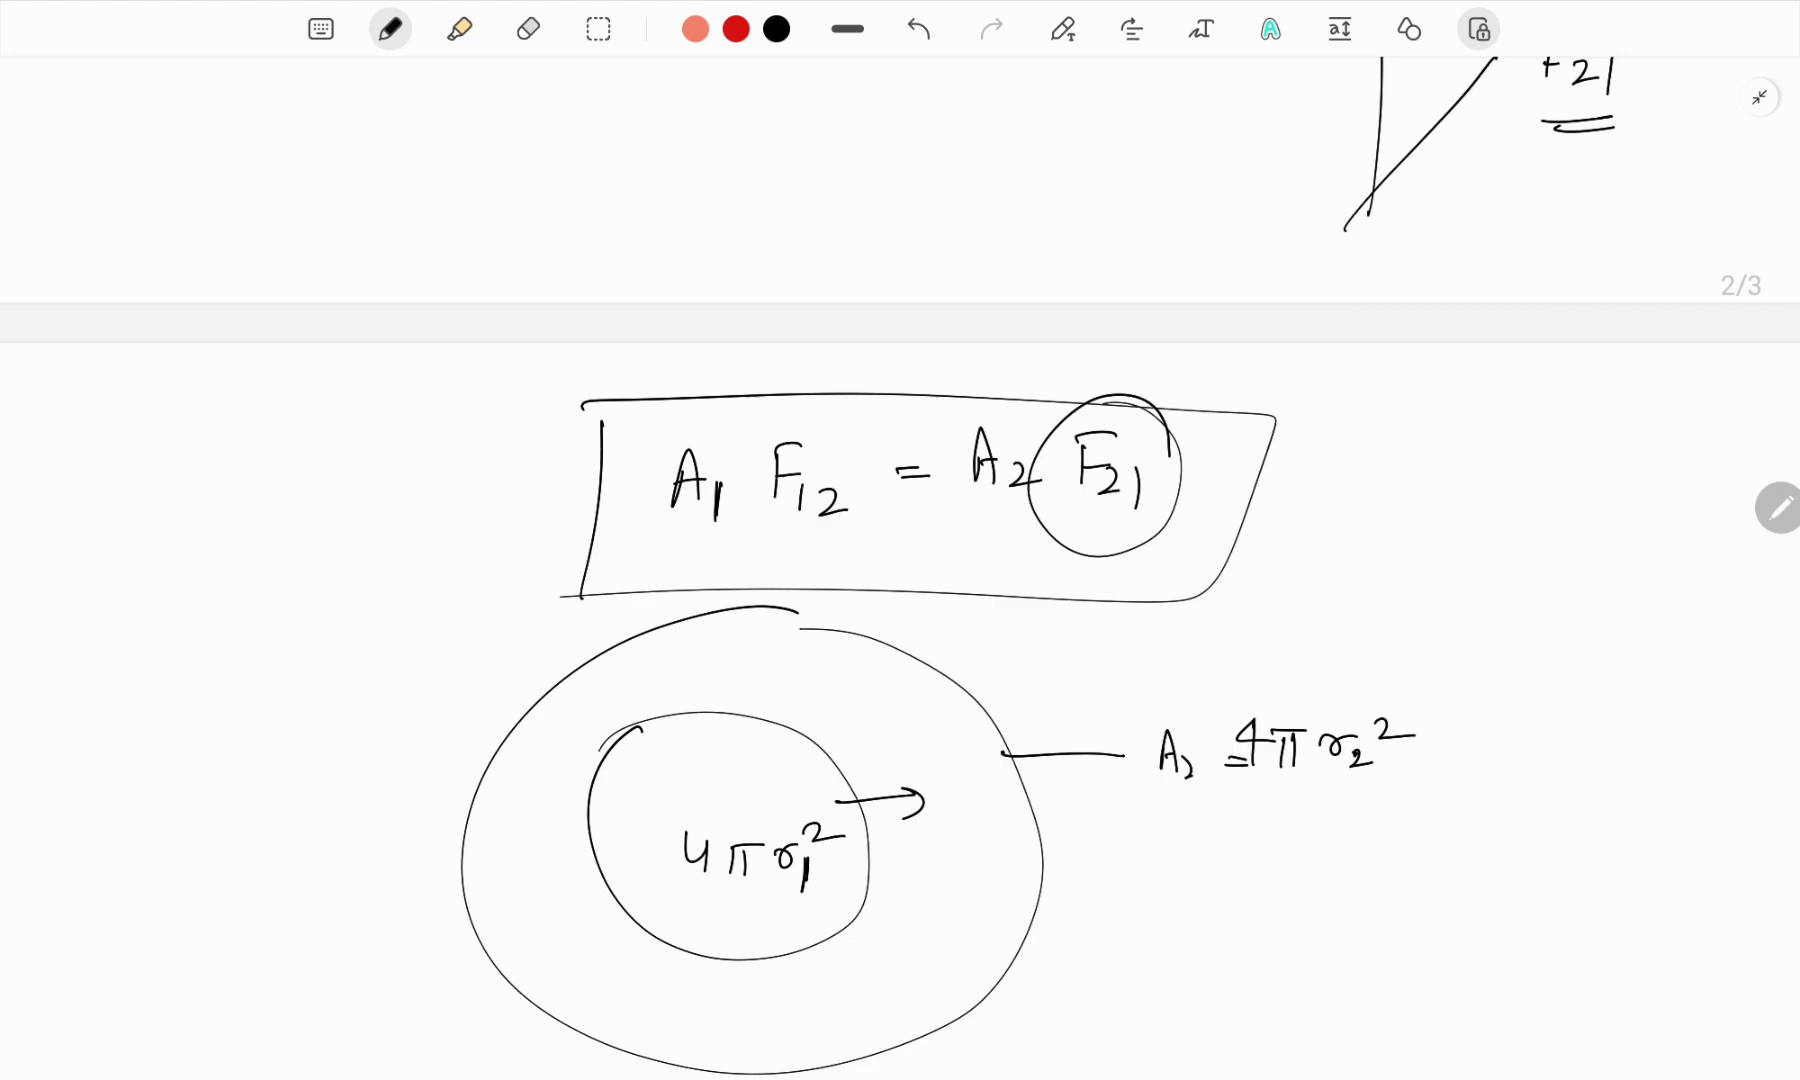 +21
2/3
A₁ F₁₂ = A₂ F₂₁
A₂ = 4π r₂²
4π r₁²